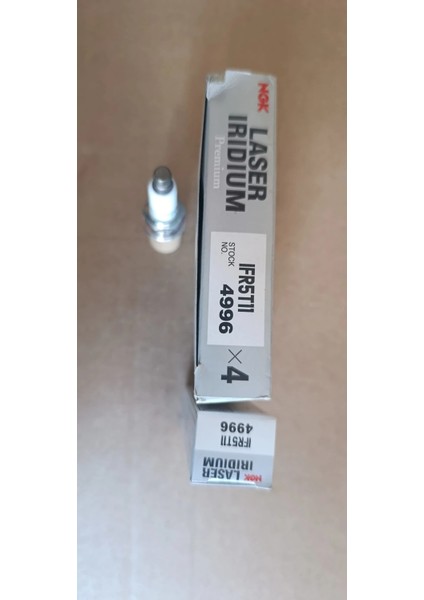 NGK
LASER
IRIDIUM
Premium
STOCK
NO.
IFR5T11
4996
×4
IFR5T11
4996
NGK LASER
IRIDIUM